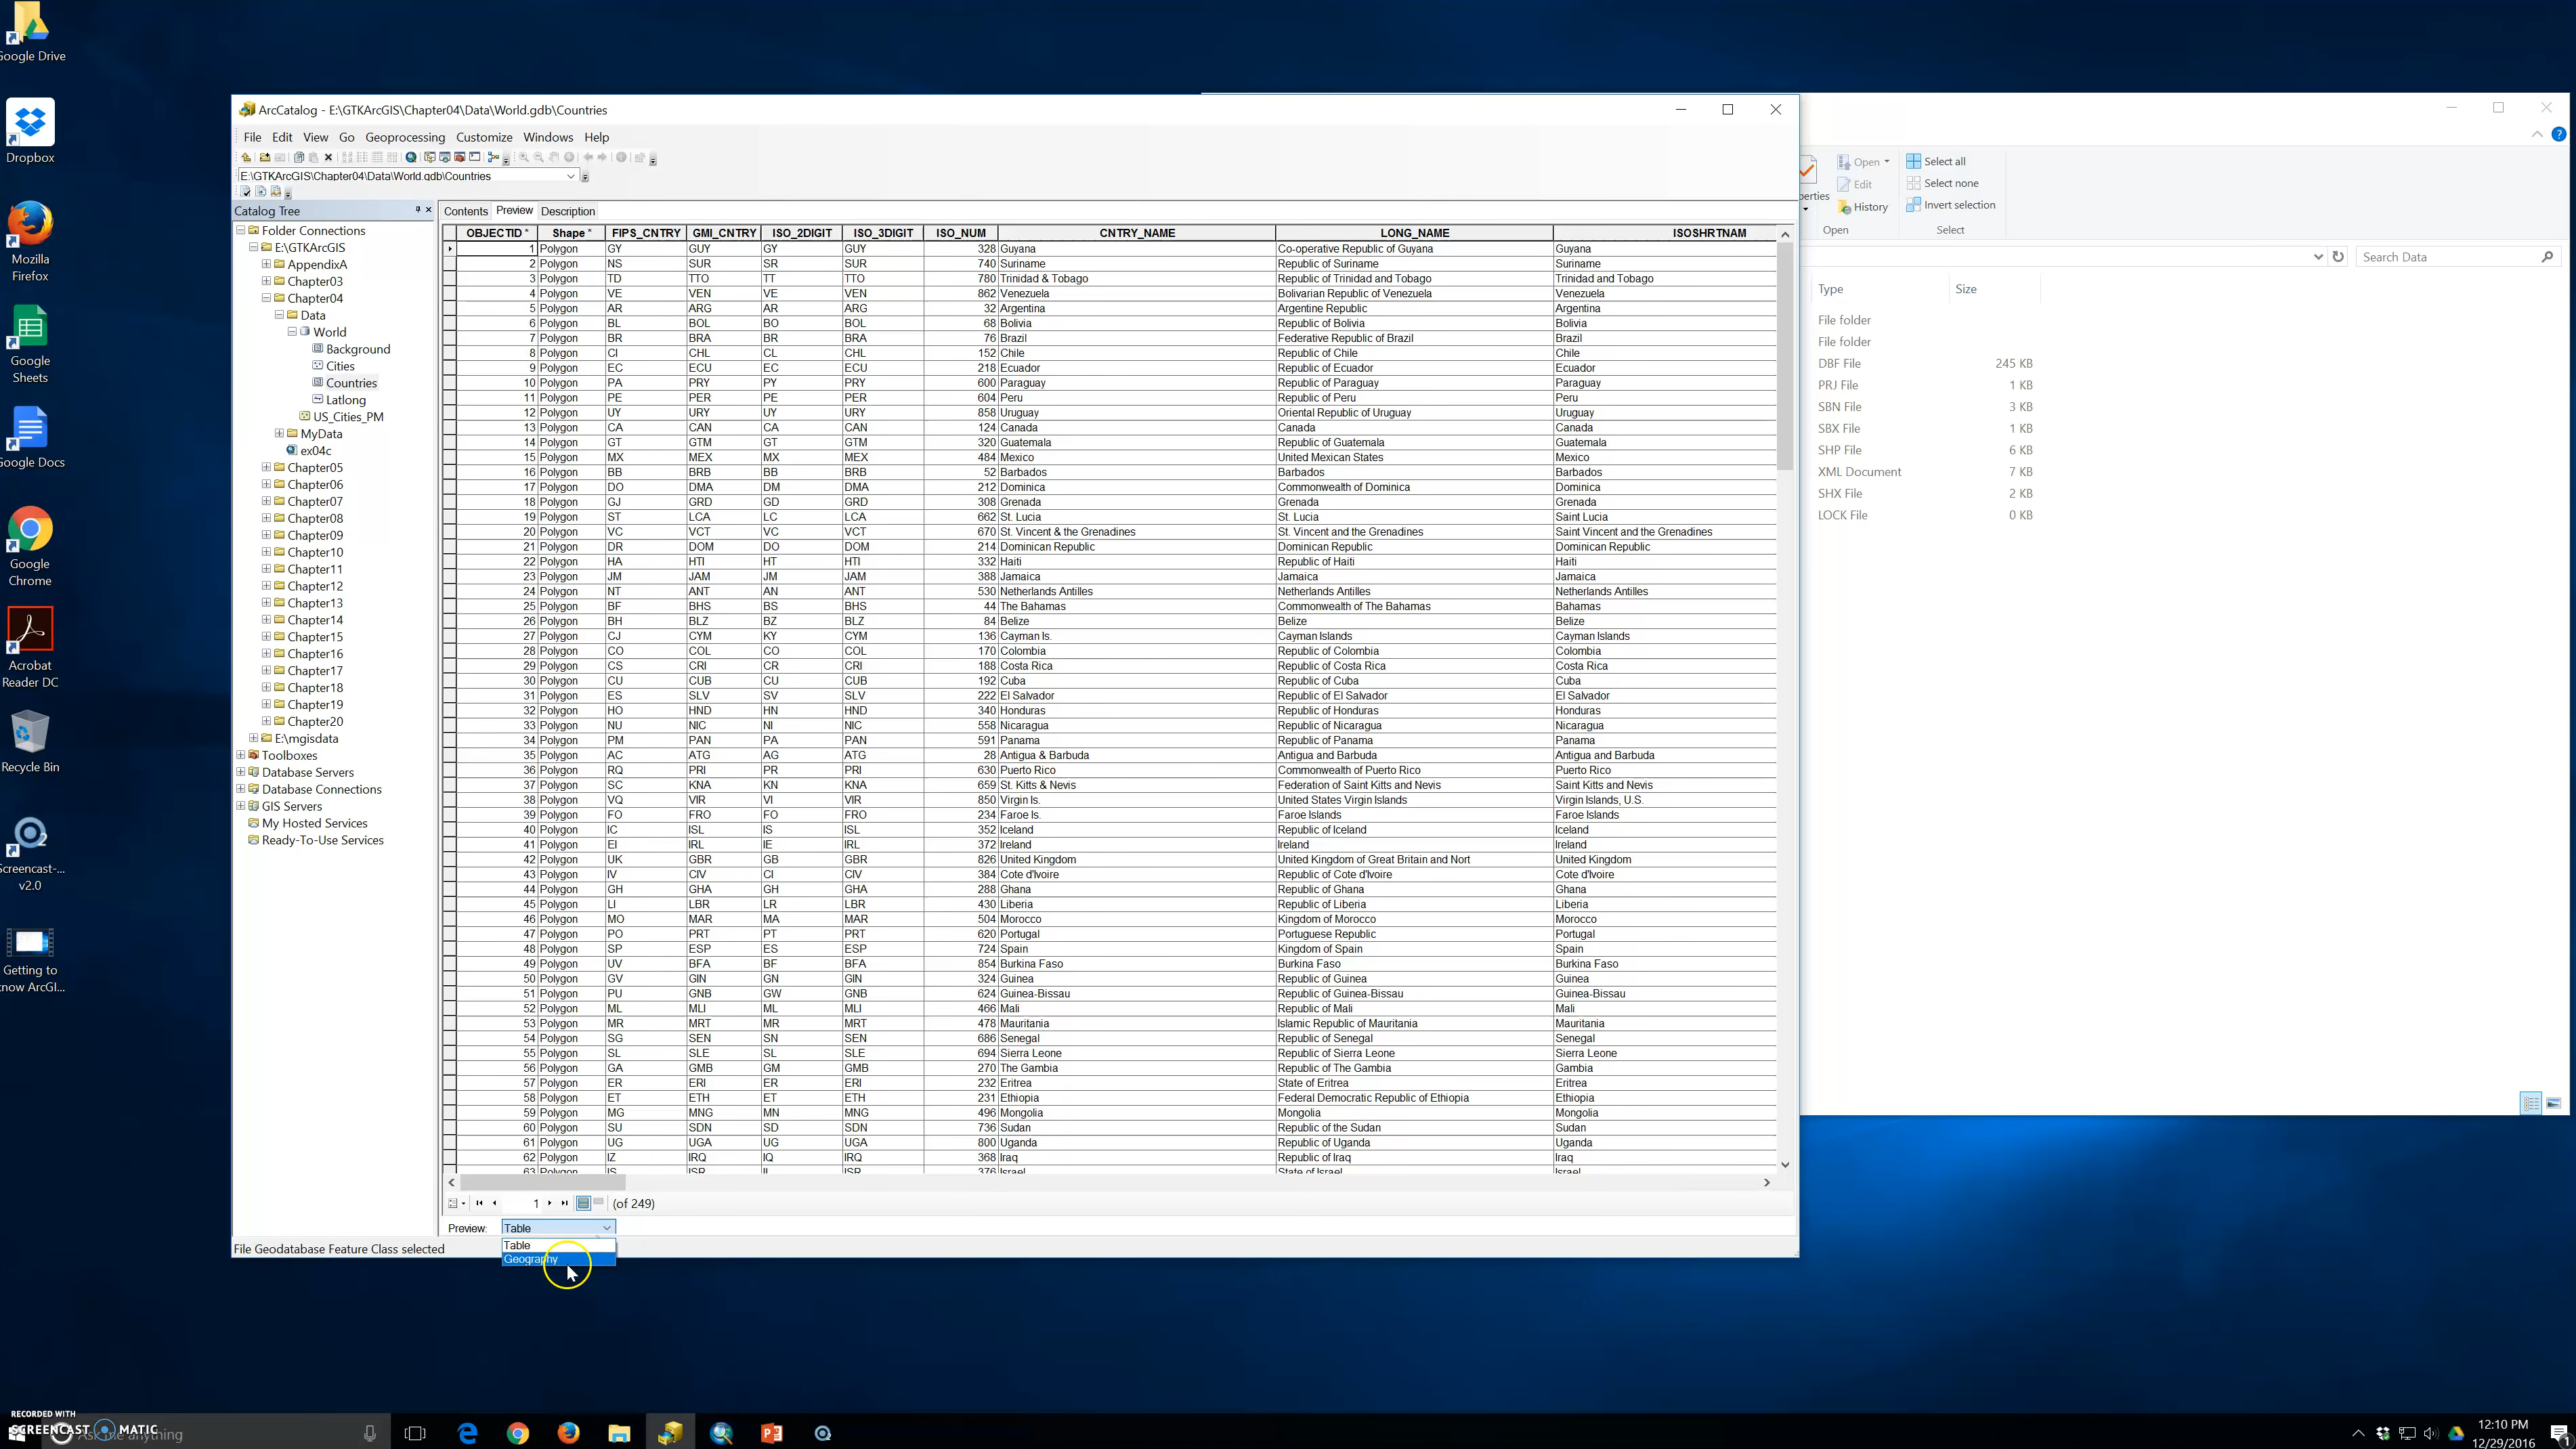 Google Drive
Dropbox
Mozilla
Firefox
Google
Sheets
Google Docs
Google
Chrome
Acrobat
Reader DC
Recycle Bin
Screencast-...
v2.0
Getting to
know ArcGI...
ArcCatalog - E:\GTKArcGIS\Chapter04\Data\World.gdb\Countries
File Edit View Go Geoprocessing Customize Windows Help
E:\GTKArcGIS\Chapter04\Data\World.gdb\Countries
Catalog Tree
Folder Connections
E:\GTKArcGIS
AppendixA
Chapter03
Chapter04
Data
World
Background
Cities
Countries
Latlong
US_Cities_PM
MyData
ex04c
Chapter05
Chapter06
Chapter07
Chapter08
Chapter09
Chapter10
Chapter11
Chapter12
Chapter13
Chapter14
Chapter15
Chapter16
Chapter17
Chapter18
Chapter19
Chapter20
E:\mgisdata
Toolboxes
Database Servers
Database Connections
GIS Servers
My Hosted Services
Ready-To-Use Services
Contents Preview Description
OBJECTID * Shape * FIPS_CNTRY GMI_CNTRY ISO_2DIGIT ISO_3DIGIT ISO_NUM CNTRY_NAME LONG_NAME ISOSHRTNAM
1 Polygon GY GUY GY GUY 328 Guyana Co-operative Republic of Guyana Guyana
2 Polygon NS SUR SR SUR 740 Suriname Republic of Suriname Suriname
3 Polygon TD TTO TT TTO 780 Trinidad & Tobago Republic of Trinidad and Tobago Trinidad and Tobago
4 Polygon VE VEN VE VEN 862 Venezuela Bolivarian Republic of Venezuela Venezuela
5 Polygon AR ARG AR ARG 32 Argentina Argentine Republic Argentina
6 Polygon BL BOL BO BOL 68 Bolivia Republic of Bolivia Bolivia
7 Polygon BR BRA BR BRA 76 Brazil Federative Republic of Brazil Brazil
8 Polygon CI CHL CL CHL 152 Chile Republic of Chile Chile
9 Polygon EC ECU EC ECU 218 Ecuador Republic of Ecuador Ecuador
10 Polygon PA PRY PY PRY 600 Paraguay Republic of Paraguay Paraguay
11 Polygon PE PER PE PER 604 Peru Republic of Peru Peru
12 Polygon UY URY UY URY 858 Uruguay Oriental Republic of Uruguay Uruguay
13 Polygon CA CAN CA CAN 124 Canada Canada Canada
14 Polygon GT GTM GT GTM 320 Guatemala Republic of Guatemala Guatemala
15 Polygon MX MEX MX MEX 484 Mexico United Mexican States Mexico
16 Polygon BB BRB BB BRB 52 Barbados Barbados Barbados
17 Polygon DO DMA DM DMA 212 Dominica Commonwealth of Dominica Dominica
18 Polygon GJ GRD GD GRD 308 Grenada Grenada Grenada
19 Polygon ST LCA LC LCA 662 St. Lucia St. Lucia Saint Lucia
20 Polygon VC VCT VC VCT 670 St. Vincent & the Grenadines St. Vincent and the Grenadines Saint Vincent and the Grenadines
21 Polygon DR DOM DO DOM 214 Dominican Republic Dominican Republic Dominican Republic
22 Polygon HA HTI HT HTI 332 Haiti Republic of Haiti Haiti
23 Polygon JM JAM JM JAM 388 Jamaica Jamaica Jamaica
24 Polygon NT ANT AN ANT 530 Netherlands Antilles Netherlands Antilles Netherlands Antilles
25 Polygon BF BHS BS BHS 44 The Bahamas Commonwealth of The Bahamas Bahamas
26 Polygon BH BLZ BZ BLZ 84 Belize Belize Belize
27 Polygon CJ CYM KY CYM 136 Cayman Is. Cayman Islands Cayman Islands
28 Polygon CO COL CO COL 170 Colombia Republic of Colombia Colombia
29 Polygon CS CRI CR CRI 188 Costa Rica Republic of Costa Rica Costa Rica
30 Polygon CU CUB CU CUB 192 Cuba Republic of Cuba Cuba
31 Polygon ES SLV SV SLV 222 El Salvador Republic of El Salvador El Salvador
32 Polygon HO HND HN HND 340 Honduras Republic of Honduras Honduras
33 Polygon NU NIC NI NIC 558 Nicaragua Republic of Nicaragua Nicaragua
34 Polygon PM PAN PA PAN 591 Panama Republic of Panama Panama
35 Polygon AC ATG AG ATG 28 Antigua & Barbuda Antigua and Barbuda Antigua and Barbuda
36 Polygon RQ PRI PR PRI 630 Puerto Rico Commonwealth of Puerto Rico Puerto Rico
37 Polygon SC KNA KN KNA 659 St. Kitts & Nevis Federation of Saint Kitts and Nevis Saint Kitts and Nevis
38 Polygon VQ VIR VI VIR 850 Virgin Is. United States Virgin Islands Virgin Islands, U.S.
39 Polygon FO FRO FO FRO 234 Faroe Is. Faroe Islands Faroe Islands
40 Polygon IC ISL IS ISL 352 Iceland Republic of Iceland Iceland
41 Polygon EI IRL IE IRL 372 Ireland Ireland Ireland
42 Polygon UK GBR GB GBR 826 United Kingdom United Kingdom of Great Britain and Nort United Kingdom
43 Polygon IV CIV CI CIV 384 Cote d'Ivoire Republic of Cote d'Ivoire Cote d'Ivoire
44 Polygon GH GHA GH GHA 288 Ghana Republic of Ghana Ghana
45 Polygon LI LBR LR LBR 430 Liberia Republic of Liberia Liberia
46 Polygon MO MAR MA MAR 504 Morocco Kingdom of Morocco Morocco
47 Polygon PO PRT PT PRT 620 Portugal Portuguese Republic Portugal
48 Polygon SP ESP ES ESP 724 Spain Kingdom of Spain Spain
49 Polygon UV BFA BF BFA 854 Burkina Faso Burkina Faso Burkina Faso
50 Polygon GV GIN GN GIN 324 Guinea Republic of Guinea Guinea
51 Polygon PU GNB GW GNB 624 Guinea-Bissau Republic of Guinea-Bissau Guinea-Bissau
52 Polygon ML MLI ML MLI 466 Mali Republic of Mali Mali
53 Polygon MR MRT MR MRT 478 Mauritania Islamic Republic of Mauritania Mauritania
54 Polygon SG SEN SN SEN 686 Senegal Republic of Senegal Senegal
55 Polygon SL SLE SL SLE 694 Sierra Leone Republic of Sierra Leone Sierra Leone
56 Polygon GA GMB GM GMB 270 The Gambia Republic of The Gambia Gambia
57 Polygon ER ERI ER ERI 232 Eritrea State of Eritrea Eritrea
58 Polygon ET ETH ET ETH 231 Ethiopia Federal Democratic Republic of Ethiopia Ethiopia
59 Polygon MG MNG MN MNG 496 Mongolia Mongolia Mongolia
60 Polygon SU SDN SD SDN 736 Sudan Republic of the Sudan Sudan
61 Polygon UG UGA UG UGA 800 Uganda Republic of Uganda Uganda
62 Polygon IZ IRQ IQ IRQ 368 Iraq Republic of Iraq Iraq
63 Polygon IS ISR IL ISR 376 Israel State of Israel Israel
1 (of 249)
Preview: Table
Table
Geography
File Geodatabase Feature Class selected
perties
Open
Edit
History
Open
Select all
Select none
Invert selection
Select
Search Data
Type Size
File folder
File folder
DBF File 245 KB
PRJ File 1 KB
SBN File 3 KB
SBX File 1 KB
SHP File 6 KB
XML Document 7 KB
SHX File 2 KB
LOCK File 0 KB
RECORDED WITH
SCREENCAST MATIC
Ask me anything
12:10 PM
12/29/2016